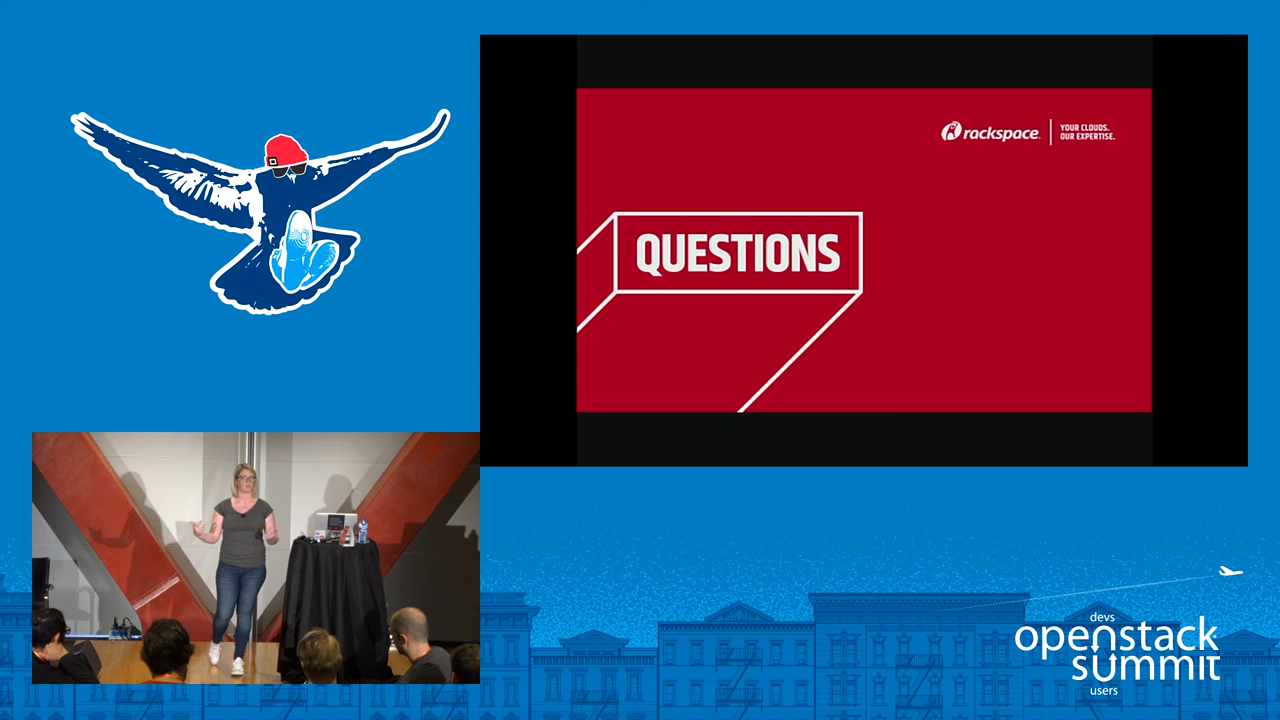 rackspace
YOUR CLOUDS.
OUR EXPERTISE.
QUESTIONS
devs
openstack
summit
users